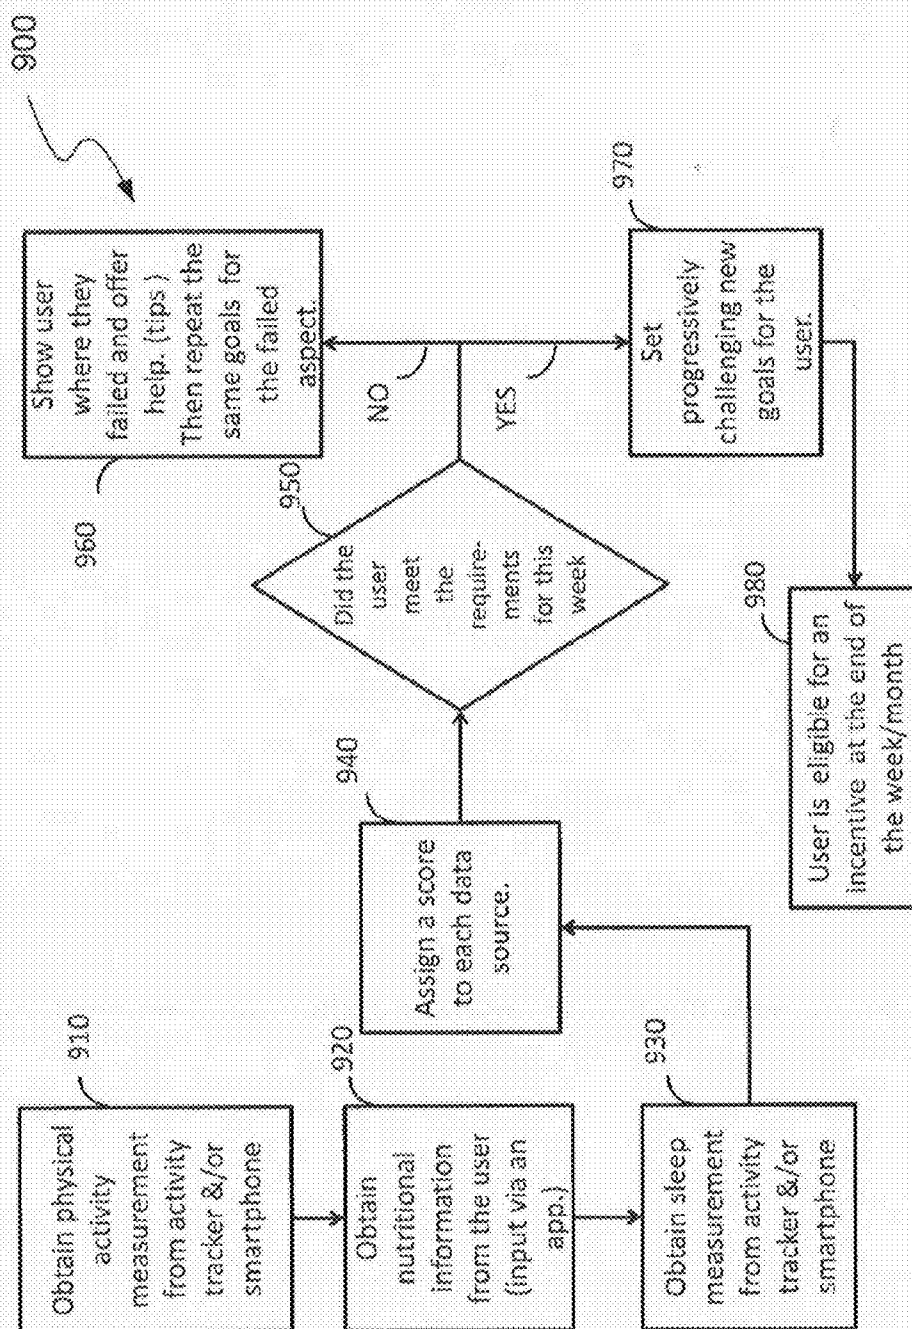 900
910
Obtain physical
activity
measurement
from activity
tracker &/or
smartphone
920
Obtain
nutritional
information
from the user
(input via an
app.)
930
Obtain sleep
measurement
from activity
tracker &/or
smartphone
940
Assign a score
to each data
source.
950
Did the
user
meet
the
require-
ments
for this
week
NO
YES
960
Show user
where they
failed and offer
help. (tips )
Then repeat the
same goals for
the failed
aspect.
970
Set
progressively
challenging new
goals for the
user.
980
User is eligible for an
incentive at the end of
the week/month